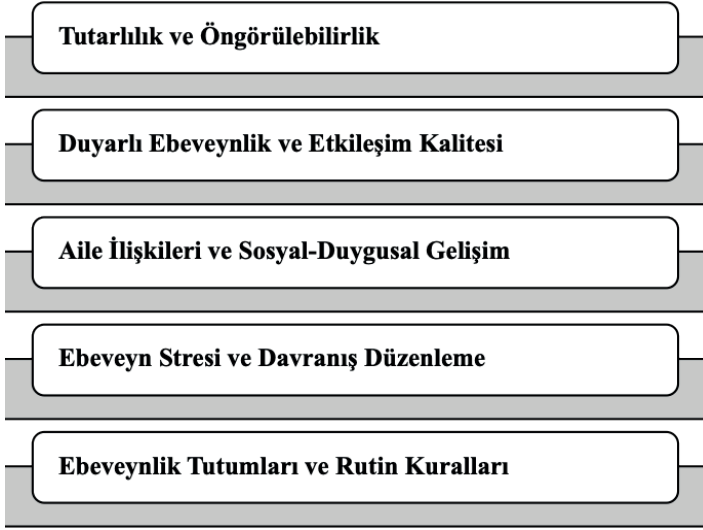 Tutarlılık ve Öngörülebilirlik
Duyarlı Ebeveynlik ve Etkileşim Kalitesi
Aile İlişkileri ve Sosyal-Duygusal Gelişim
Ebeveyn Stresi ve Davranış Düzenleme
Ebeveynlik Tutumları ve Rutin Kuralları